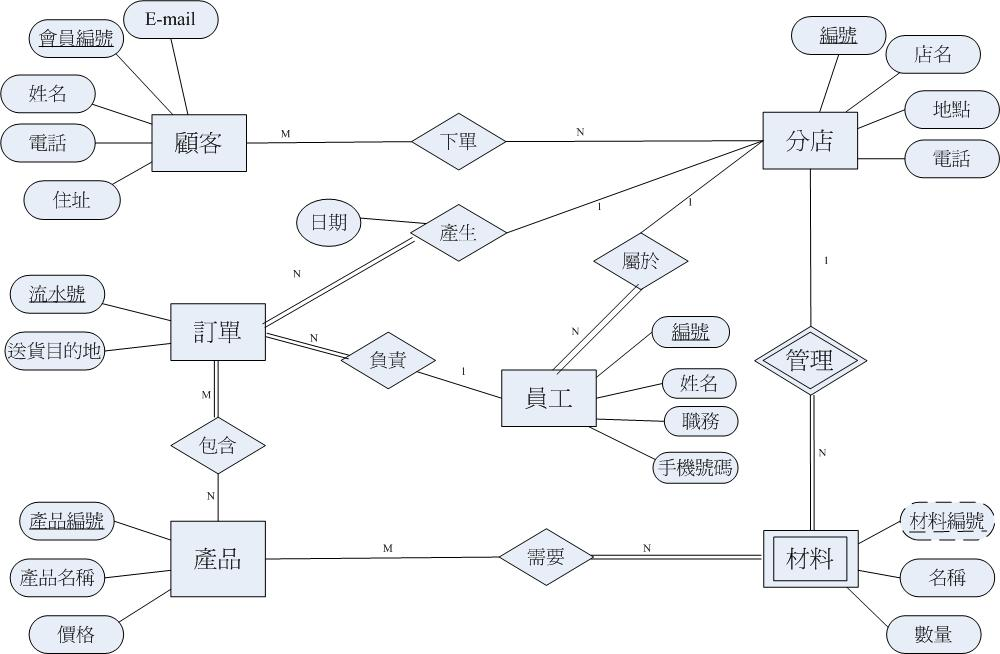 E-mail
會員編號
姓名
電話
住址
顧客
M
下單
N
分店
編號
店名
地點
電話
日期
產生
1
1
屬於
N
N
1
流水號
送貨目的地
訂單
N
負責
1
編號
姓名
職務
手機號碼
員工
管理
M
包含
N
N
產品編號
產品名稱
價格
產品
M
需要
N
材料
材料編號
名稱
數量